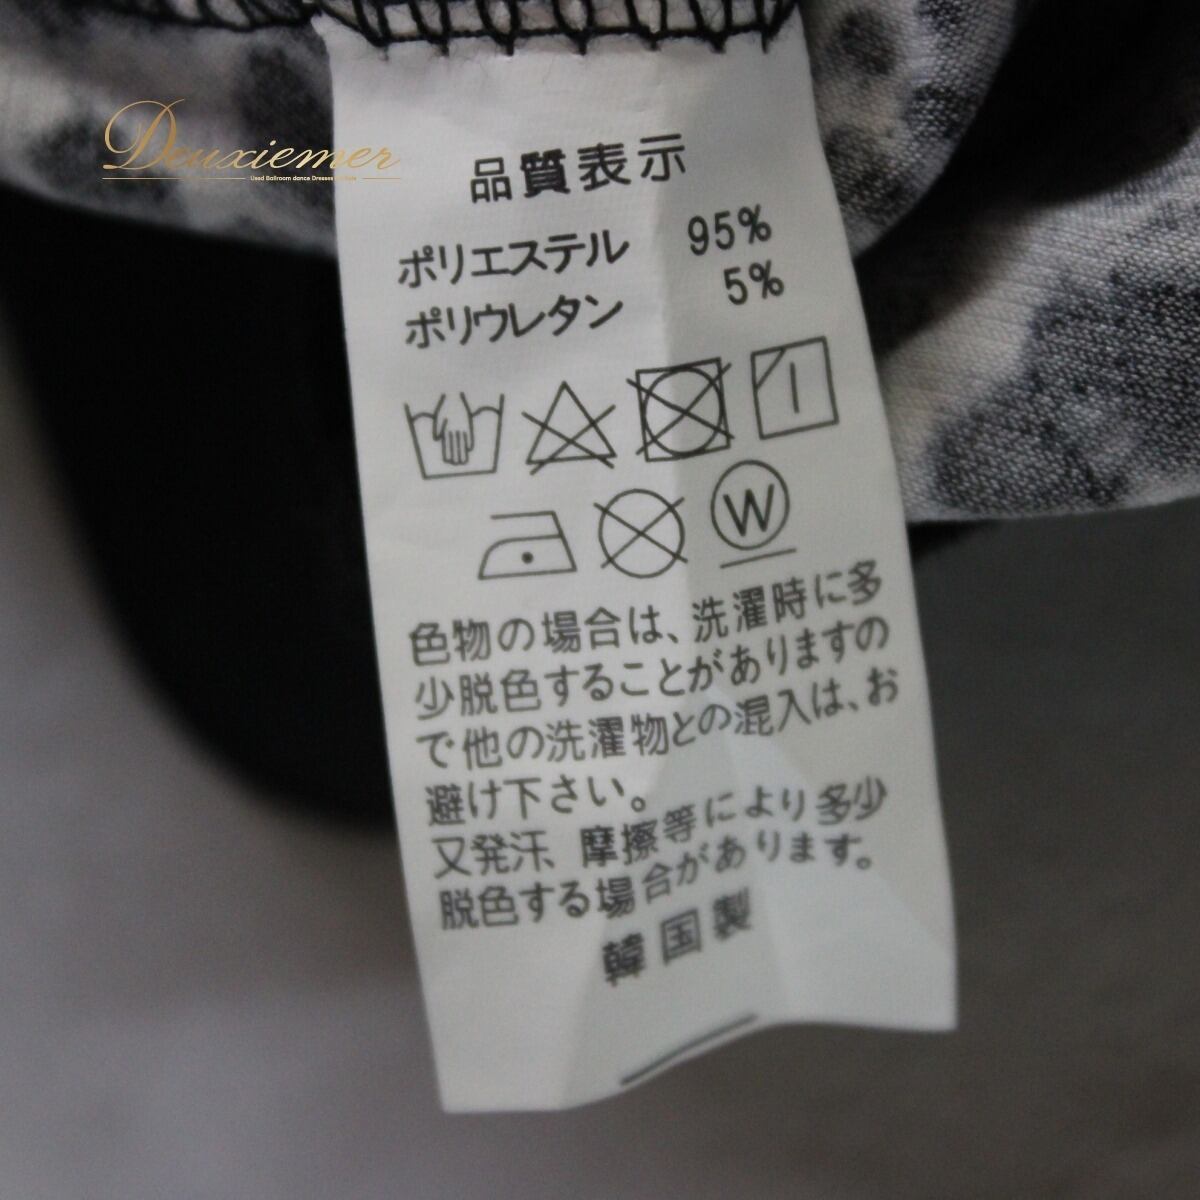 Deuxiemer
Used Ballroom dance Dresses
品質表示
ポリエステル 95%
ポリウレタン 5%
W
色物の場合は、洗濯時に多
少脱色することがありますの
で他の洗濯物との混入は、お
避け下さい。
又発汗、摩擦等により多少
脱色する場合があります。
韓国製